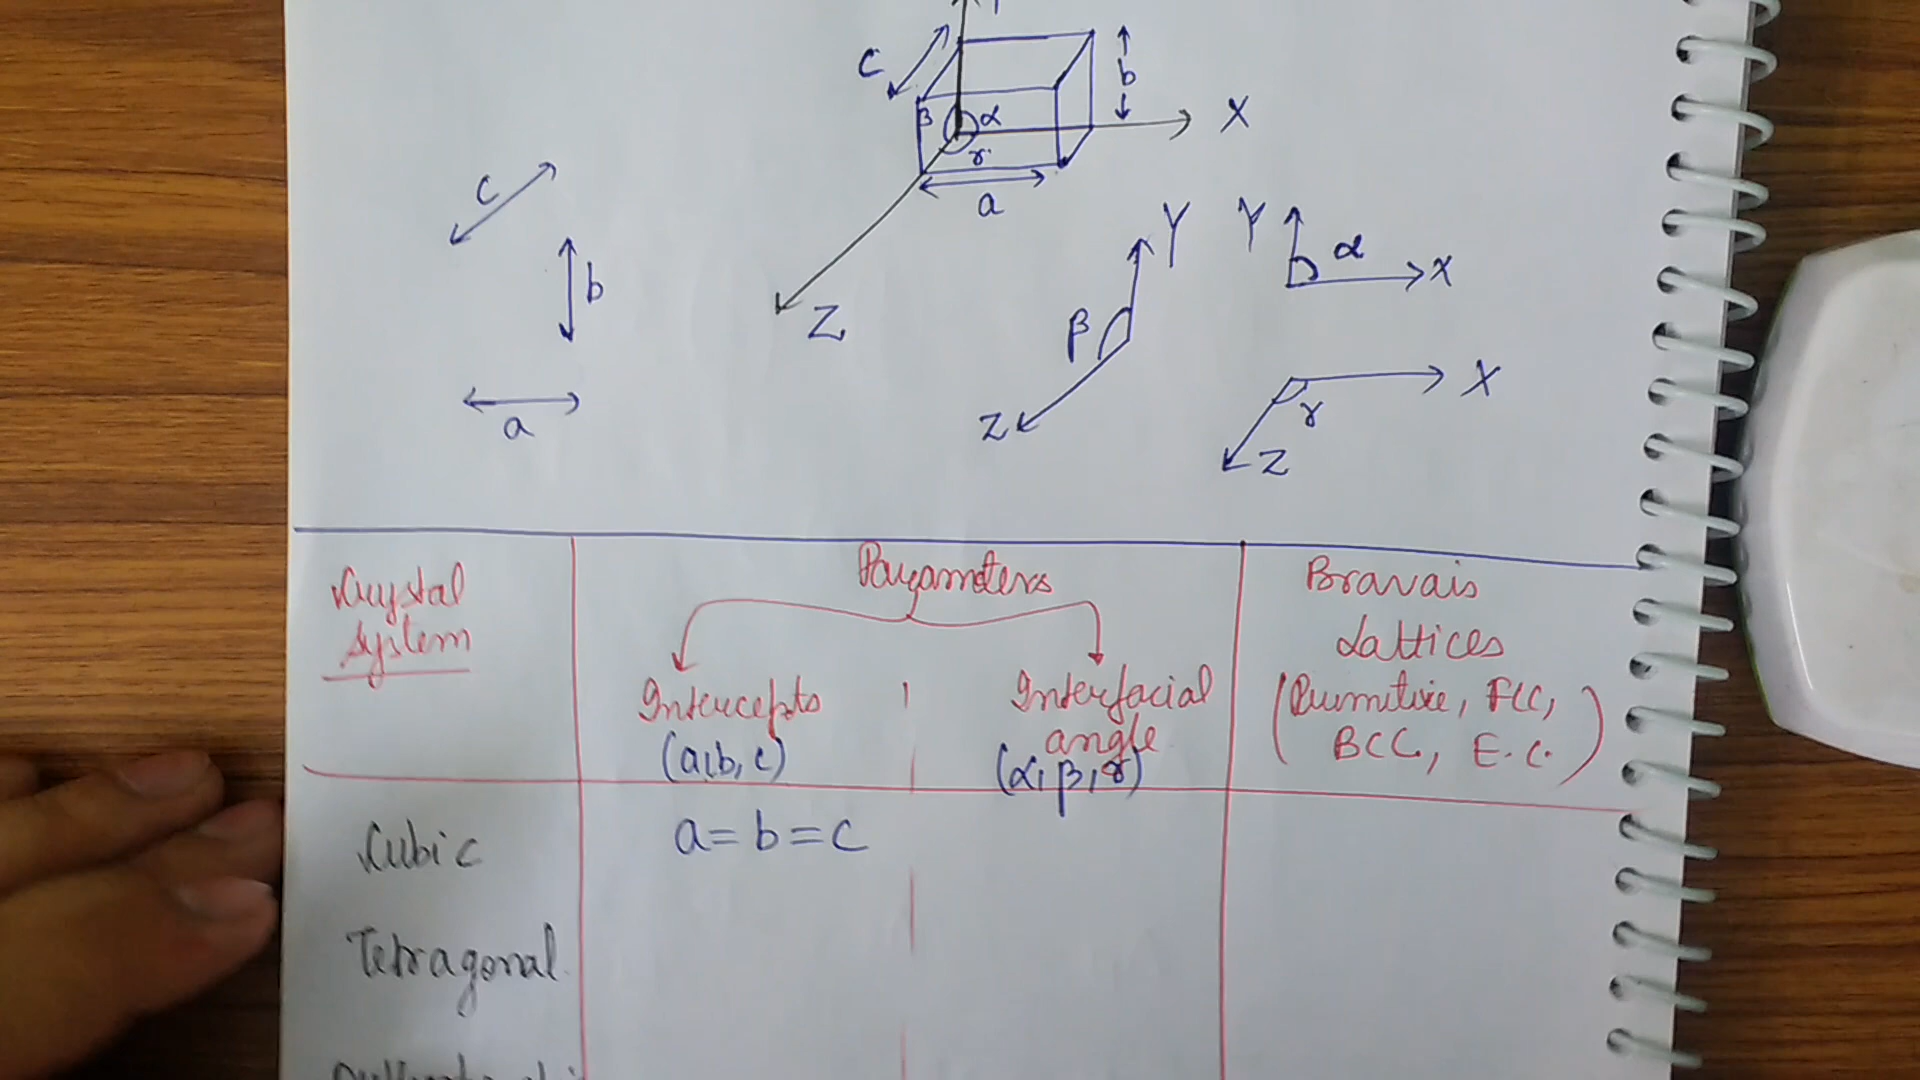 c
b
β
α
γ
X
a
c
Y
Y
α
X
b
β
Z
X
a
Z
γ
Z
Crystal
system
Parameters
Bravais
Lattices
Intercepts
(a,b,c)
Interfacial
angle
(α,β,γ)
(Primitive, FCC,
BCC, E.C.)
Cubic
a = b = c
Tetragonal